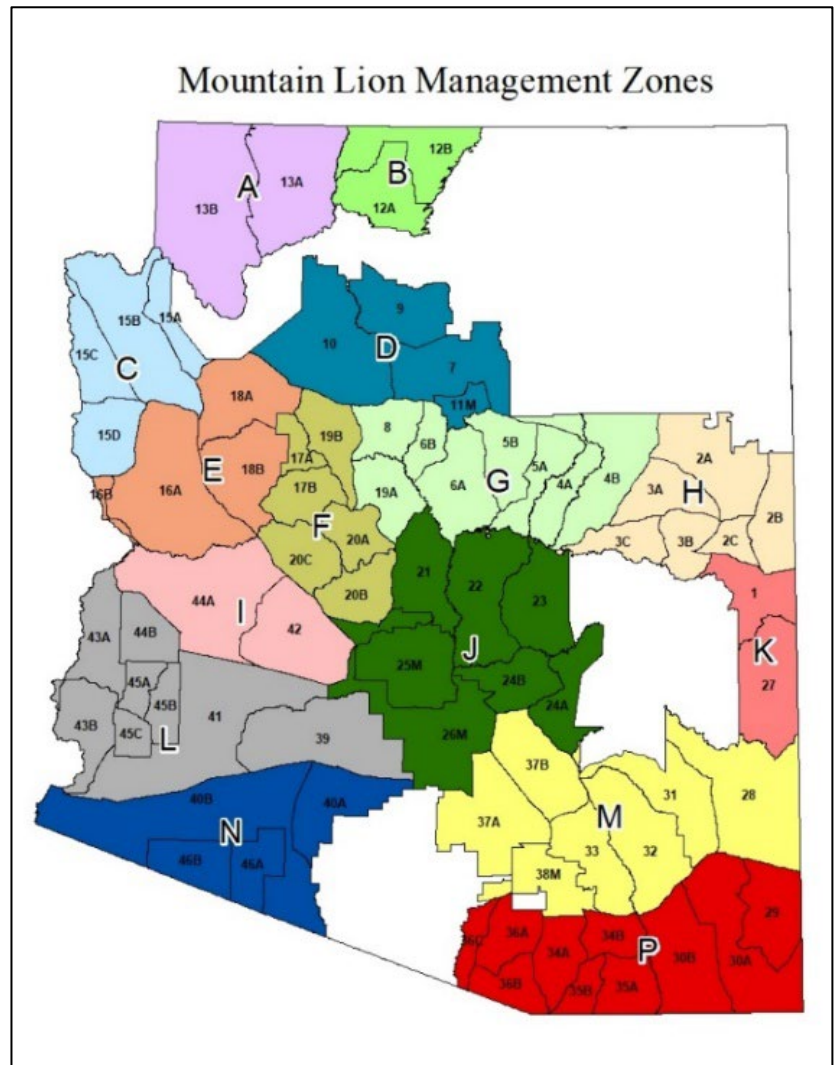 Mountain Lion Management Zones
12B
B
13A
A
12A
13B
9
15A
15B
10
D
15C
7
C
18A
11M
15D
19B
8
6B
5B
17A
2A
5A
4B
18B
E
16B
16A
17B
19A
6A
G
4A
3A
H
2B
F
20A
3C
3B
2C
20C
21
22
23
1
44A
I
20B
42
43A
44B
J
25M
K
45A
24B
27
45B
24A
43B
41
45C
L
39
26M
37B
28
31
40B
40A
N
37A
M
33
32
46B
46A
38M
29
36C
36A
34A
34B
P
30B
30A
36B
35B
35A